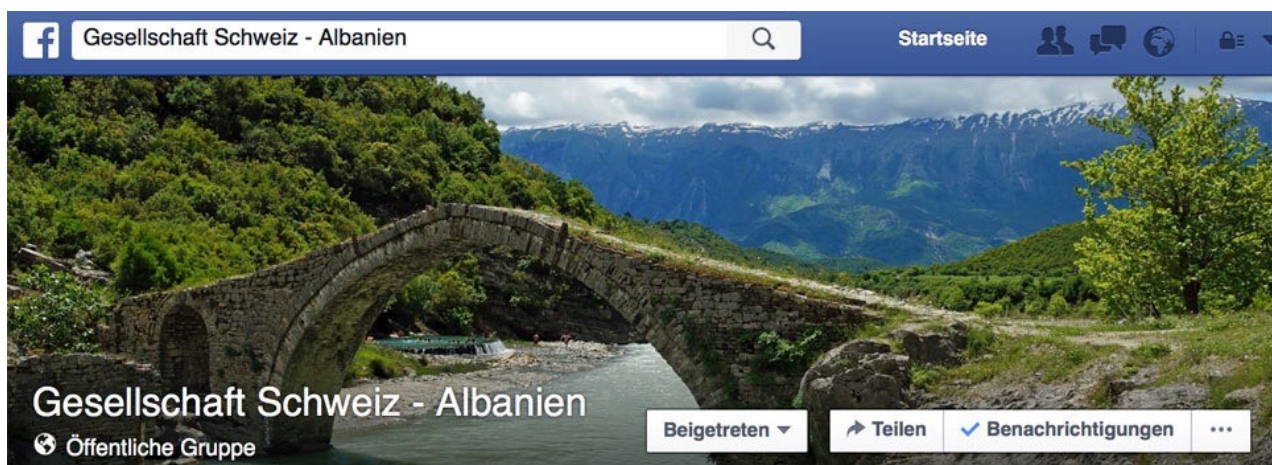 f Gesellschaft Schweiz - Albanien Startseite
Gesellschaft Schweiz - Albanien
Öffentliche Gruppe
Beigetreten Teilen Benachrichtigungen ...